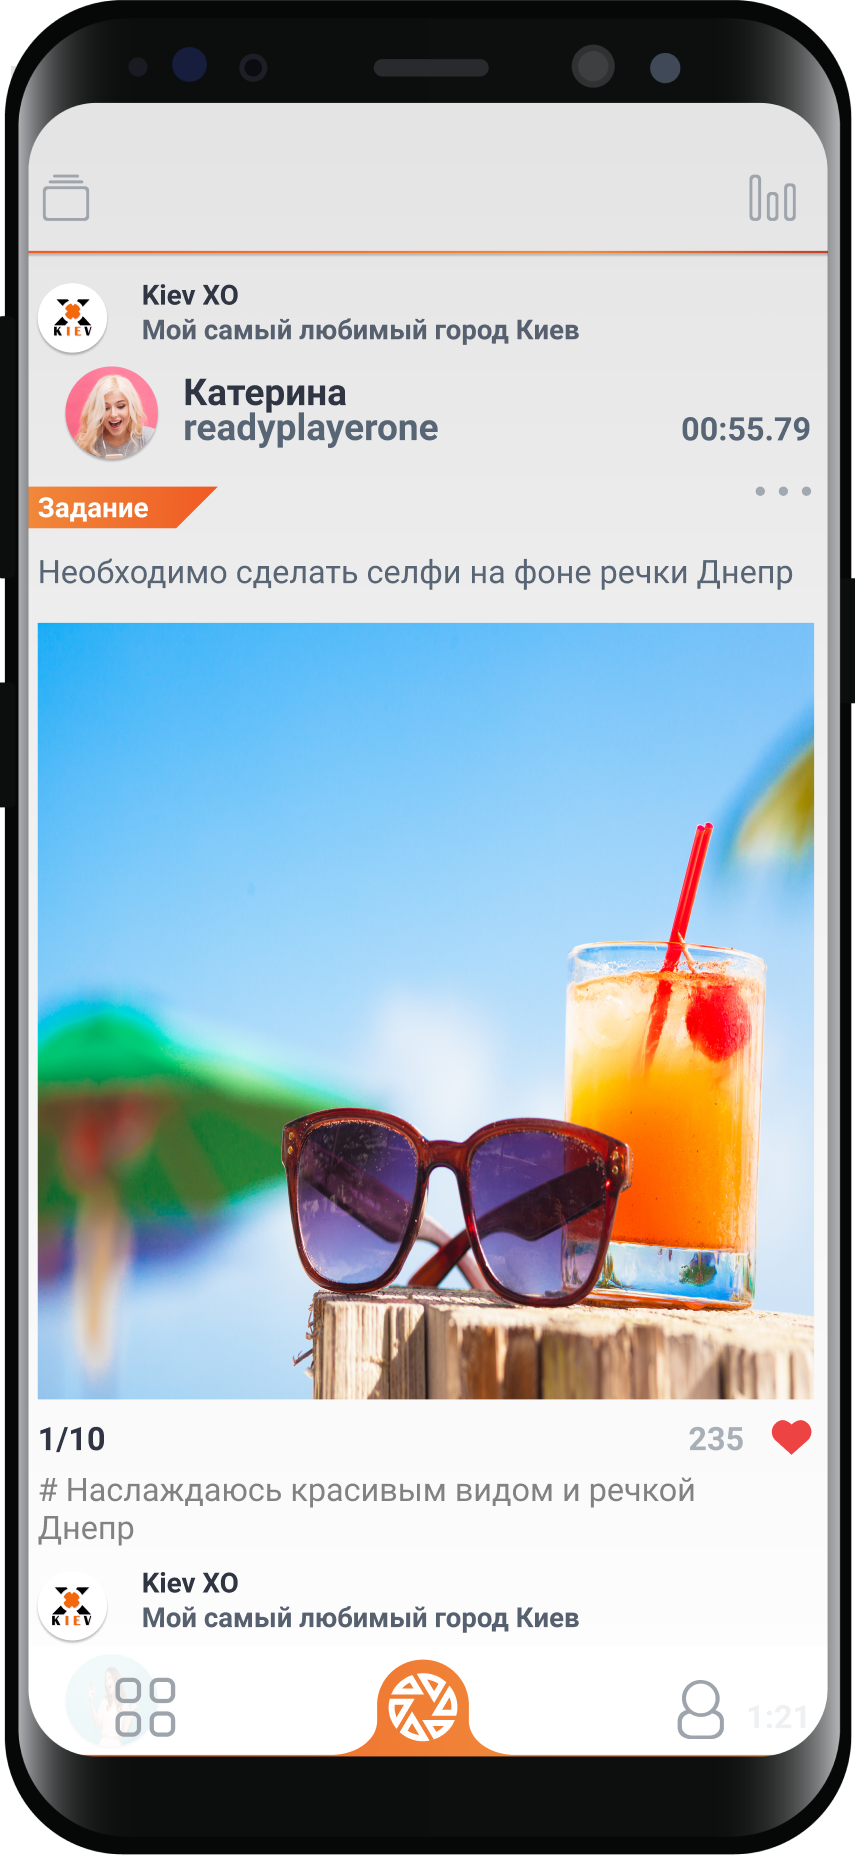 Kiev XO
KIEV
Мой самый любимый город Киев
Катерина
readyplayerone
00:55.79
Задание
Необходимо сделать селфи на фоне речки Днепр
1/10
235
# Наслаждаюсь красивым видом и речкой
Днепр
Kiev XO
KIEV
Мой самый любимый город Киев
1:21